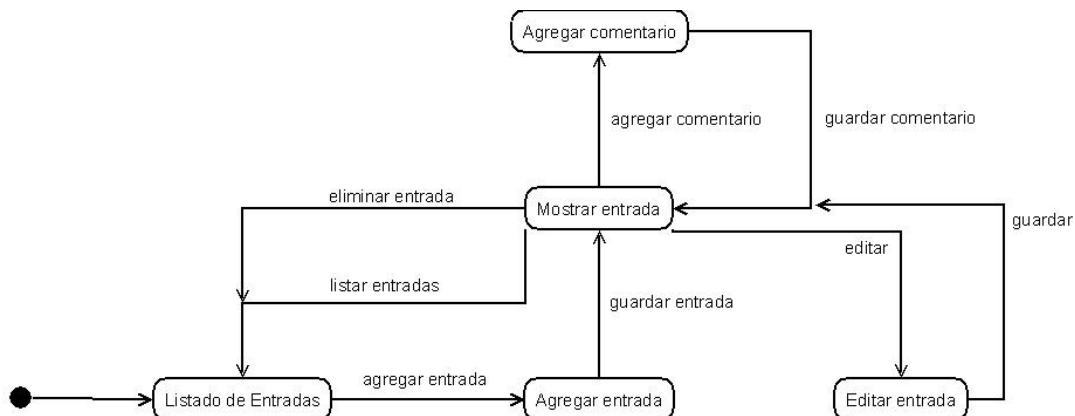 Agregar comentario
agregar comentario
guardar comentario
eliminar entrada
Mostrar entrada
guardar
editar
listar entradas
guardar entrada
agregar entrada
Listado de Entradas
Agregar entrada
Editar entrada